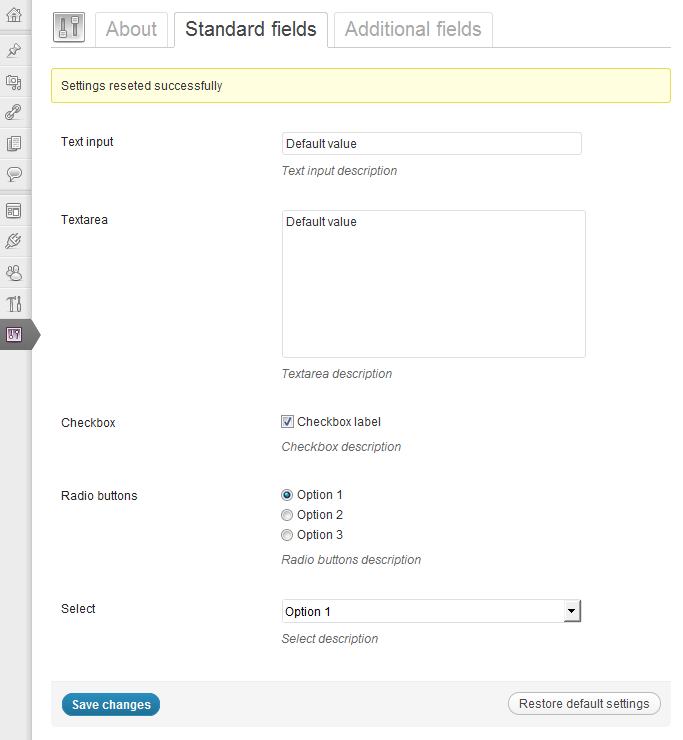 About
Standard fields
Additional fields
Settings reseted successfully
Text input
Default value
Text input description
Textarea
Default value
Textarea description
Checkbox
Checkbox label
Checkbox description
Radio buttons
Option 1
Option 2
Option 3
Radio buttons description
Select
Option 1
Select description
Save changes
Restore default settings